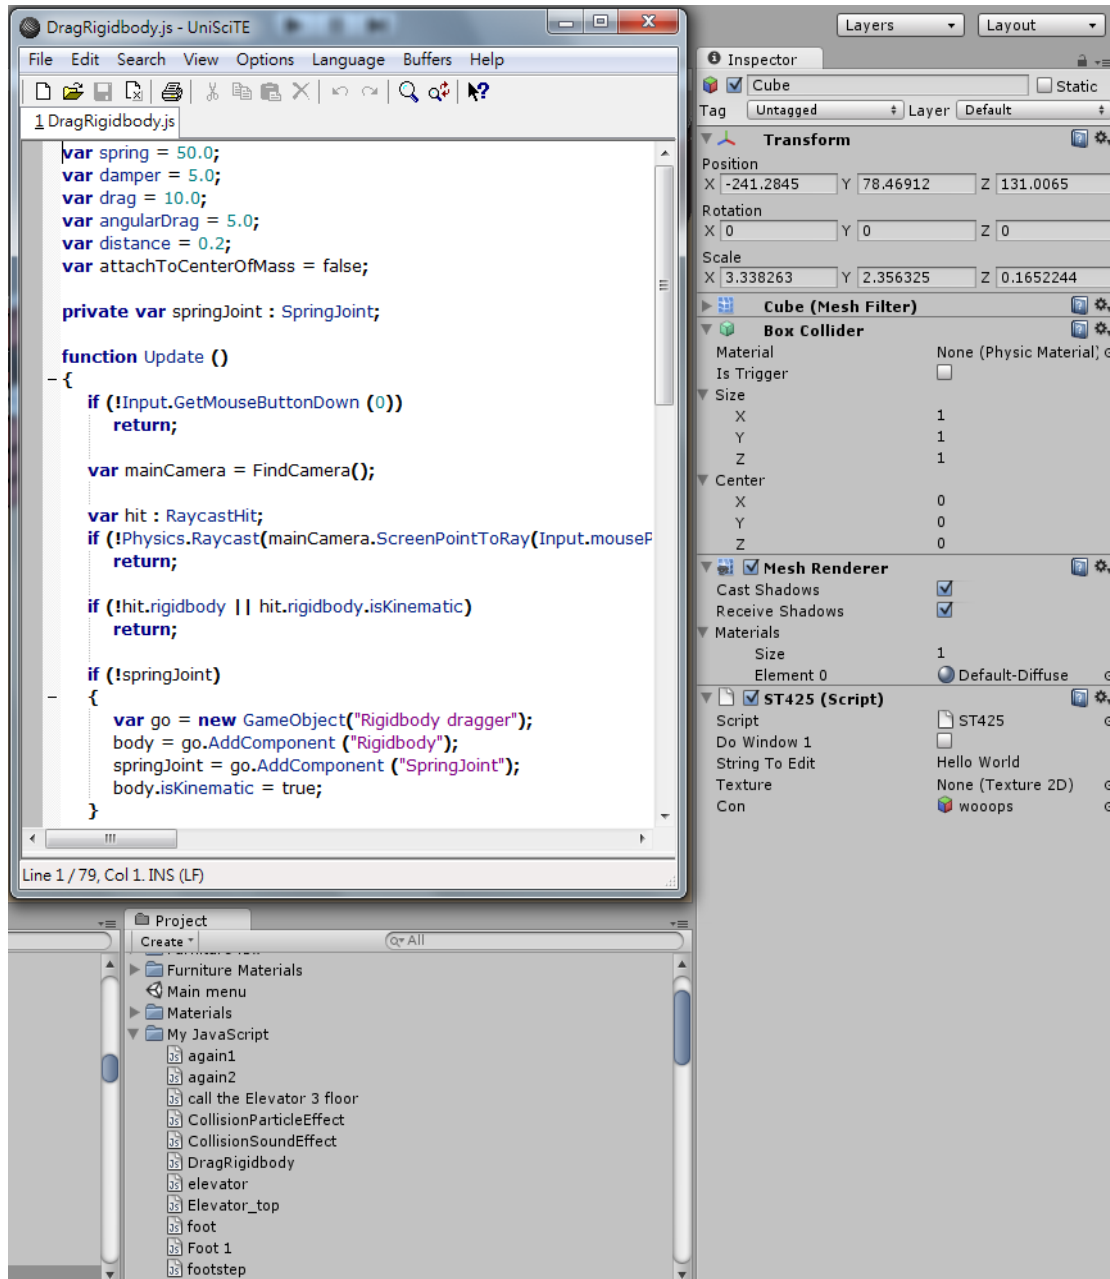 DragRigidbody.js - UniSciTE
File Edit Search View Options Language Buffers Help
1 DragRigidbody.js
var spring = 50.0;
var damper = 5.0;
var drag = 10.0;
var angularDrag = 5.0;
var distance = 0.2;
var attachToCenterOfMass = false;
private var springJoint : SpringJoint;
function Update ()
{
if (!Input.GetMouseButtonDown (0))
return;
var mainCamera = FindCamera();
var hit : RaycastHit;
if (!Physics.Raycast(mainCamera.ScreenPointToRay(Input.mouseP
return;
if (!hit.rigidbody || hit.rigidbody.isKinematic)
return;
if (!springJoint)
{
var go = new GameObject("Rigidbody dragger");
body = go.AddComponent ("Rigidbody");
springJoint = go.AddComponent ("SpringJoint");
body.isKinematic = true;
}
Line 1 / 79, Col 1. INS (LF)
Layers Layout
Inspector
Cube Static
Tag Untagged Layer Default
Transform
Position
X -241.2845 Y 78.46912 Z 131.0065
Rotation
X 0 Y 0 Z 0
Scale
X 3.338263 Y 2.356325 Z 0.1652244
Cube (Mesh Filter)
Box Collider
Material None (Physic Material)
Is Trigger
Size
X 1
Y 1
Z 1
Center
X 0
Y 0
Z 0
Mesh Renderer
Cast Shadows
Receive Shadows
Materials
Size 1
Element 0 Default-Diffuse
ST425 (Script)
Script ST425
Do Window 1
String To Edit Hello World
Texture None (Texture 2D)
Con wooops
Project
Create All
Furniture Materials
Main menu
Materials
My JavaScript
again1
again2
call the Elevator 3 floor
CollisionParticleEffect
CollisionSoundEffect
DragRigidbody
elevator
Elevator_top
foot
Foot 1
footstep